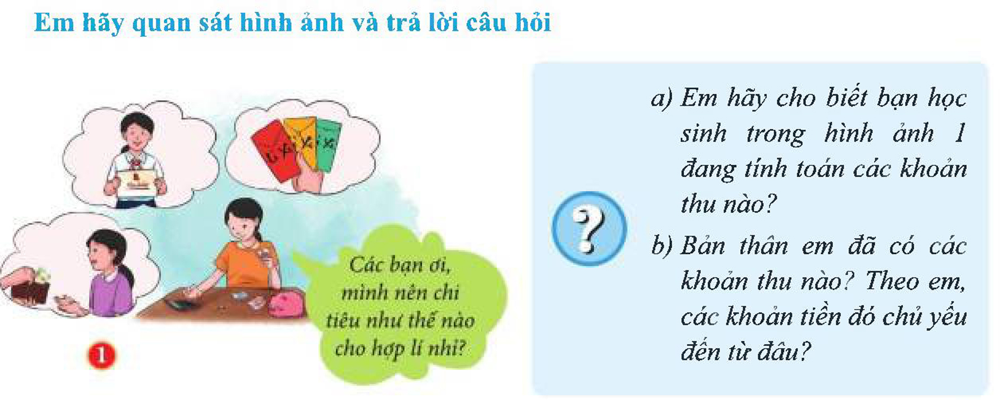 Em hãy quan sát hình ảnh và trả lời câu hỏi
Lì Xì
Các bạn ơi,
mình nên chi
tiêu như thế nào
cho hợp lí nhỉ?
1
?
a) Em hãy cho biết bạn học
sinh trong hình ảnh 1
đang tính toán các khoản
thu nào?
b) Bản thân em đã có các
khoản thu nào? Theo em,
các khoản tiền đó chủ yếu
đến từ đâu?